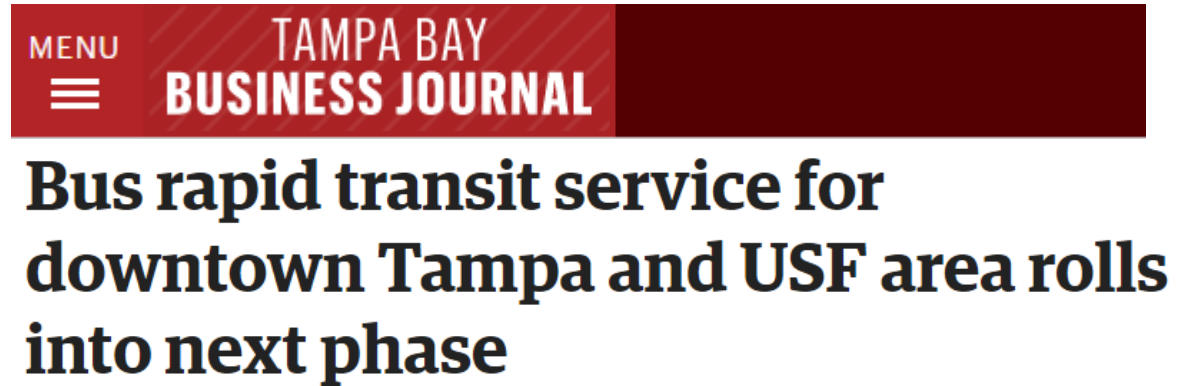 MENU
TAMPA BAY
BUSINESS JOURNAL
Bus rapid transit service for
downtown Tampa and USF area rolls
into next phase